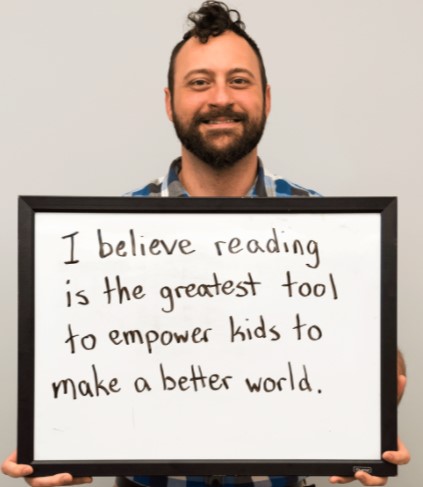 I believe reading
is the greatest tool
to empower kids to
make a better world.